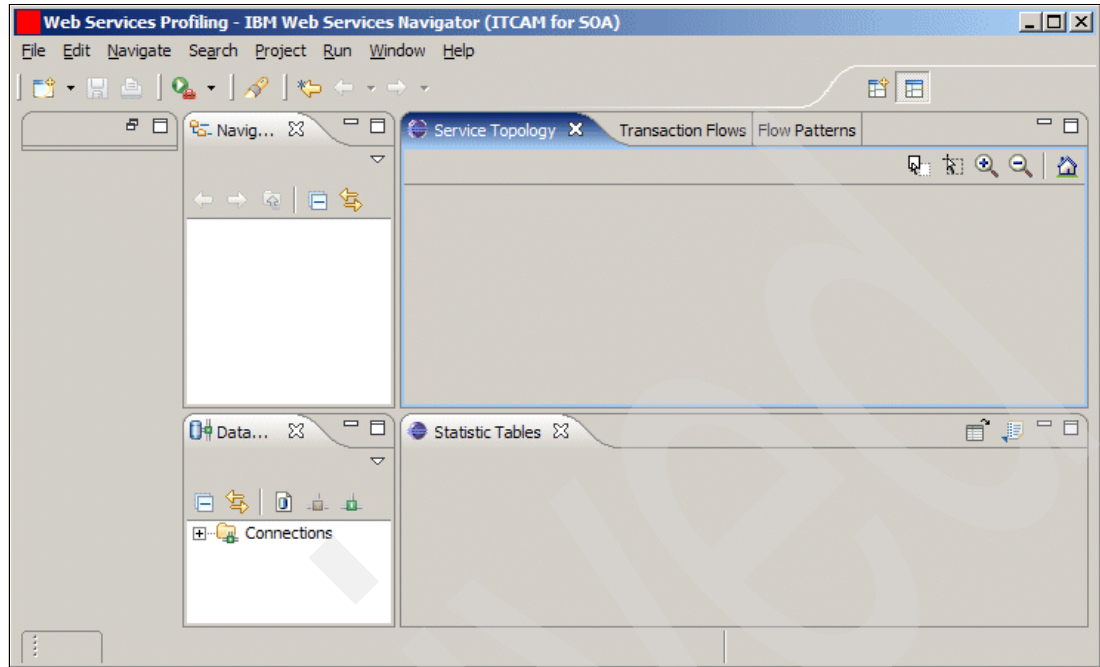 Web Services Profiling - IBM Web Services Navigator (ITCAM for SOA)
File Edit Navigate Search Project Run Window Help
Navig...
Service Topology
Transaction Flows
Flow Patterns
Data...
Statistic Tables
Connections